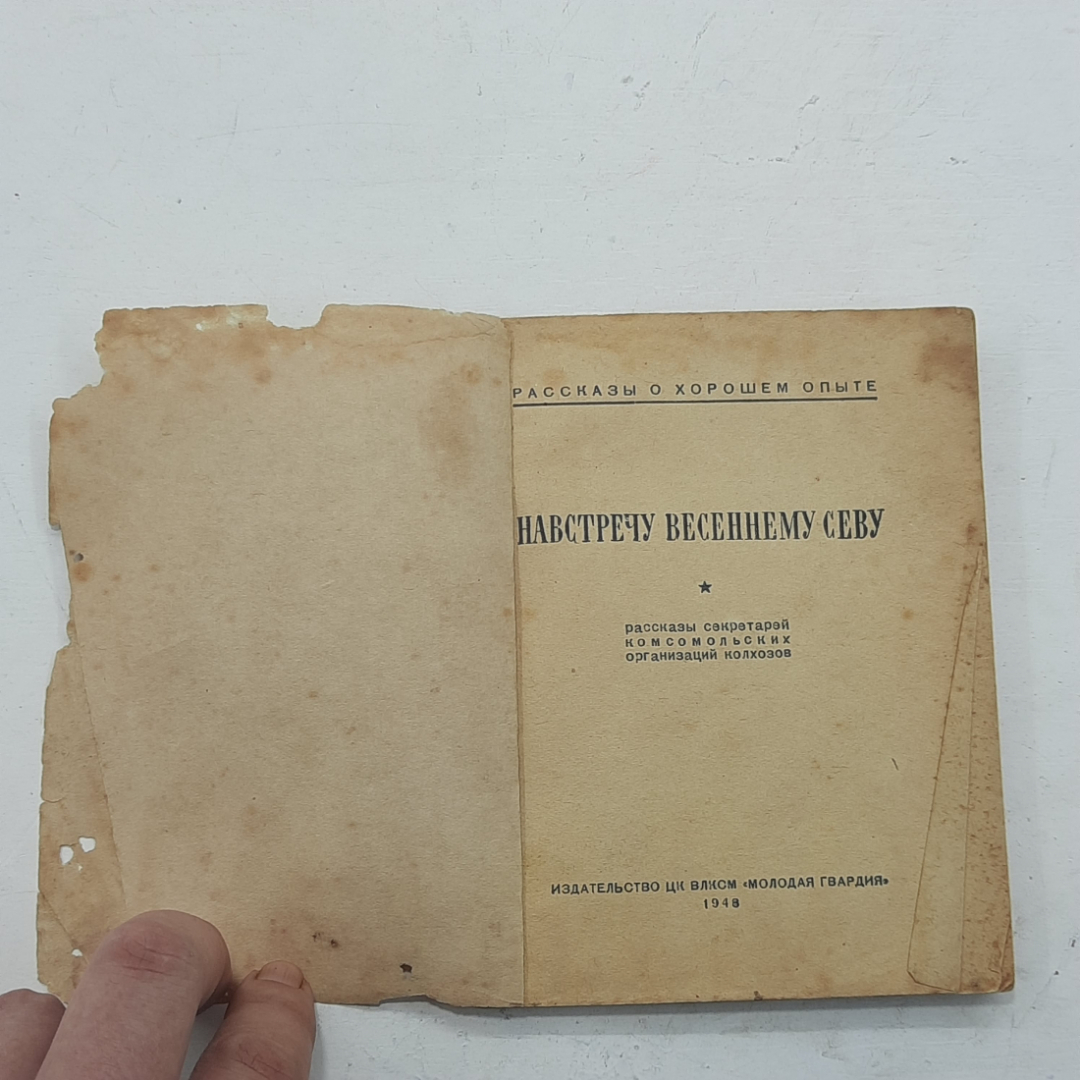 РАССКАЗЫ О ХОРОШЕМ ОПЫТЕ
НАВСТРЕЧУ ВЕСЕННЕМУ СЕВУ
рассказы секретарей
комсомольских
организаций колхозов
ИЗДАТЕЛЬСТВО ЦК ВЛКСМ «МОЛОДАЯ ГВАРДИЯ»
1948